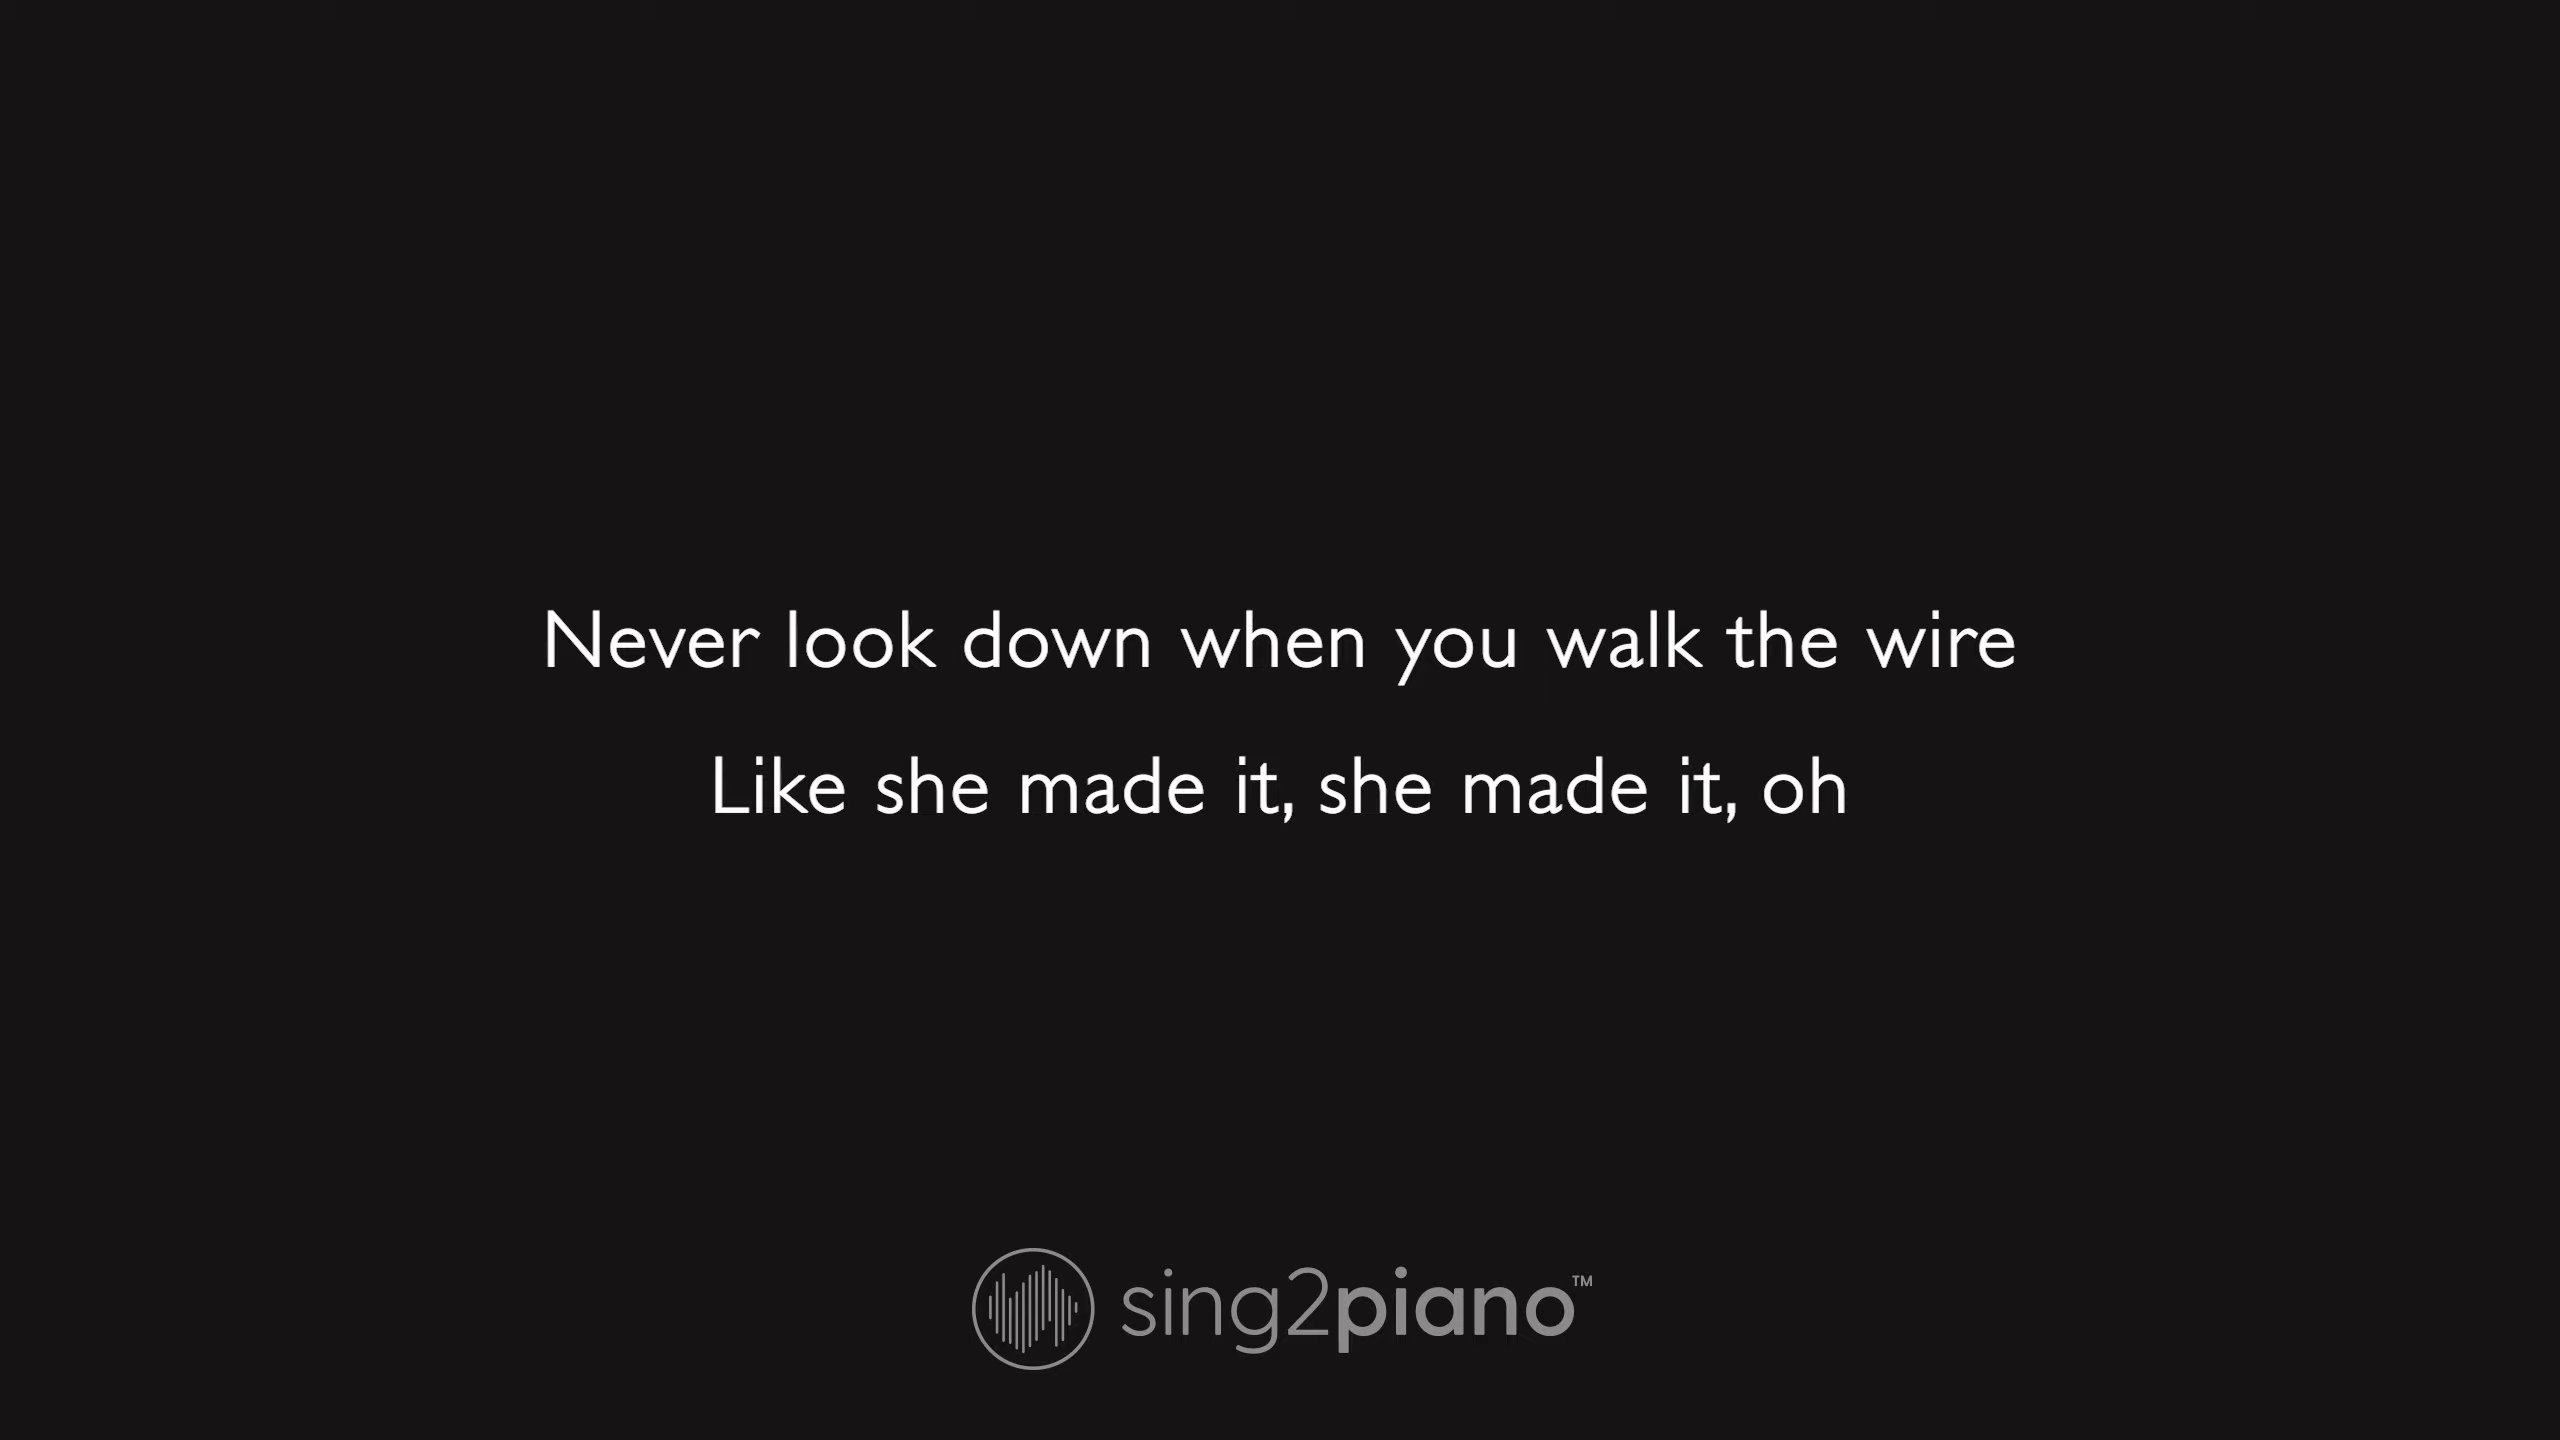 Never look down when you walk the wire
Like she made it, she made it, oh
sing2piano™